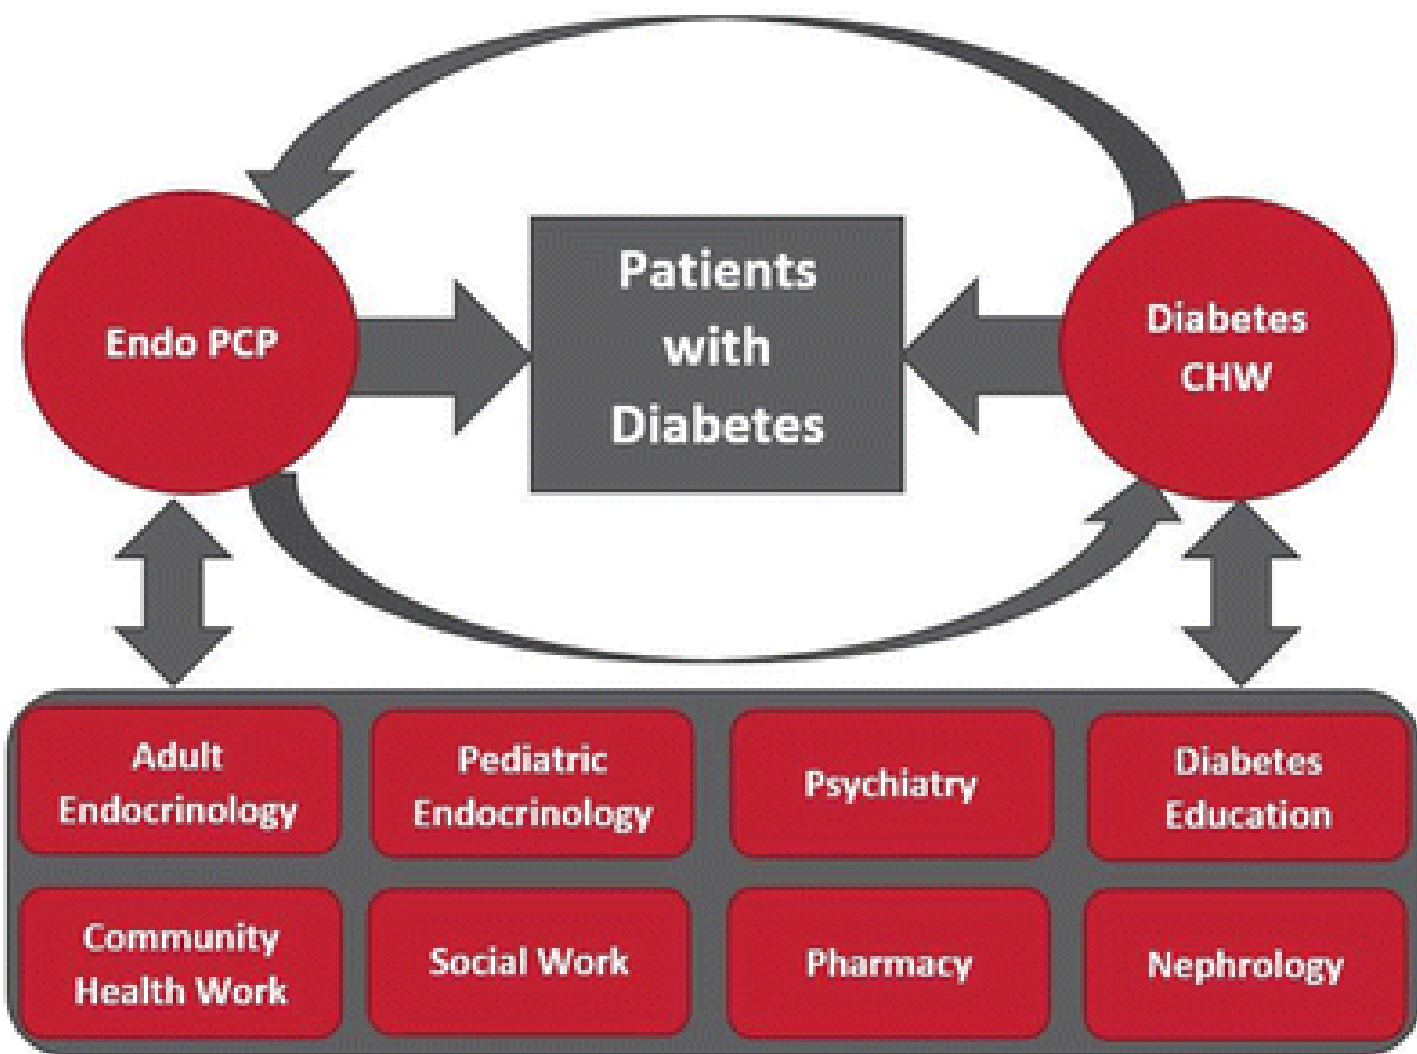 Patients
with
Diabetes
Endo PCP
Diabetes
CHW
Adult
Endocrinology
Pediatric
Endocrinology
Psychiatry
Diabetes
Education
Community
Health Work
Social Work
Pharmacy
Nephrology